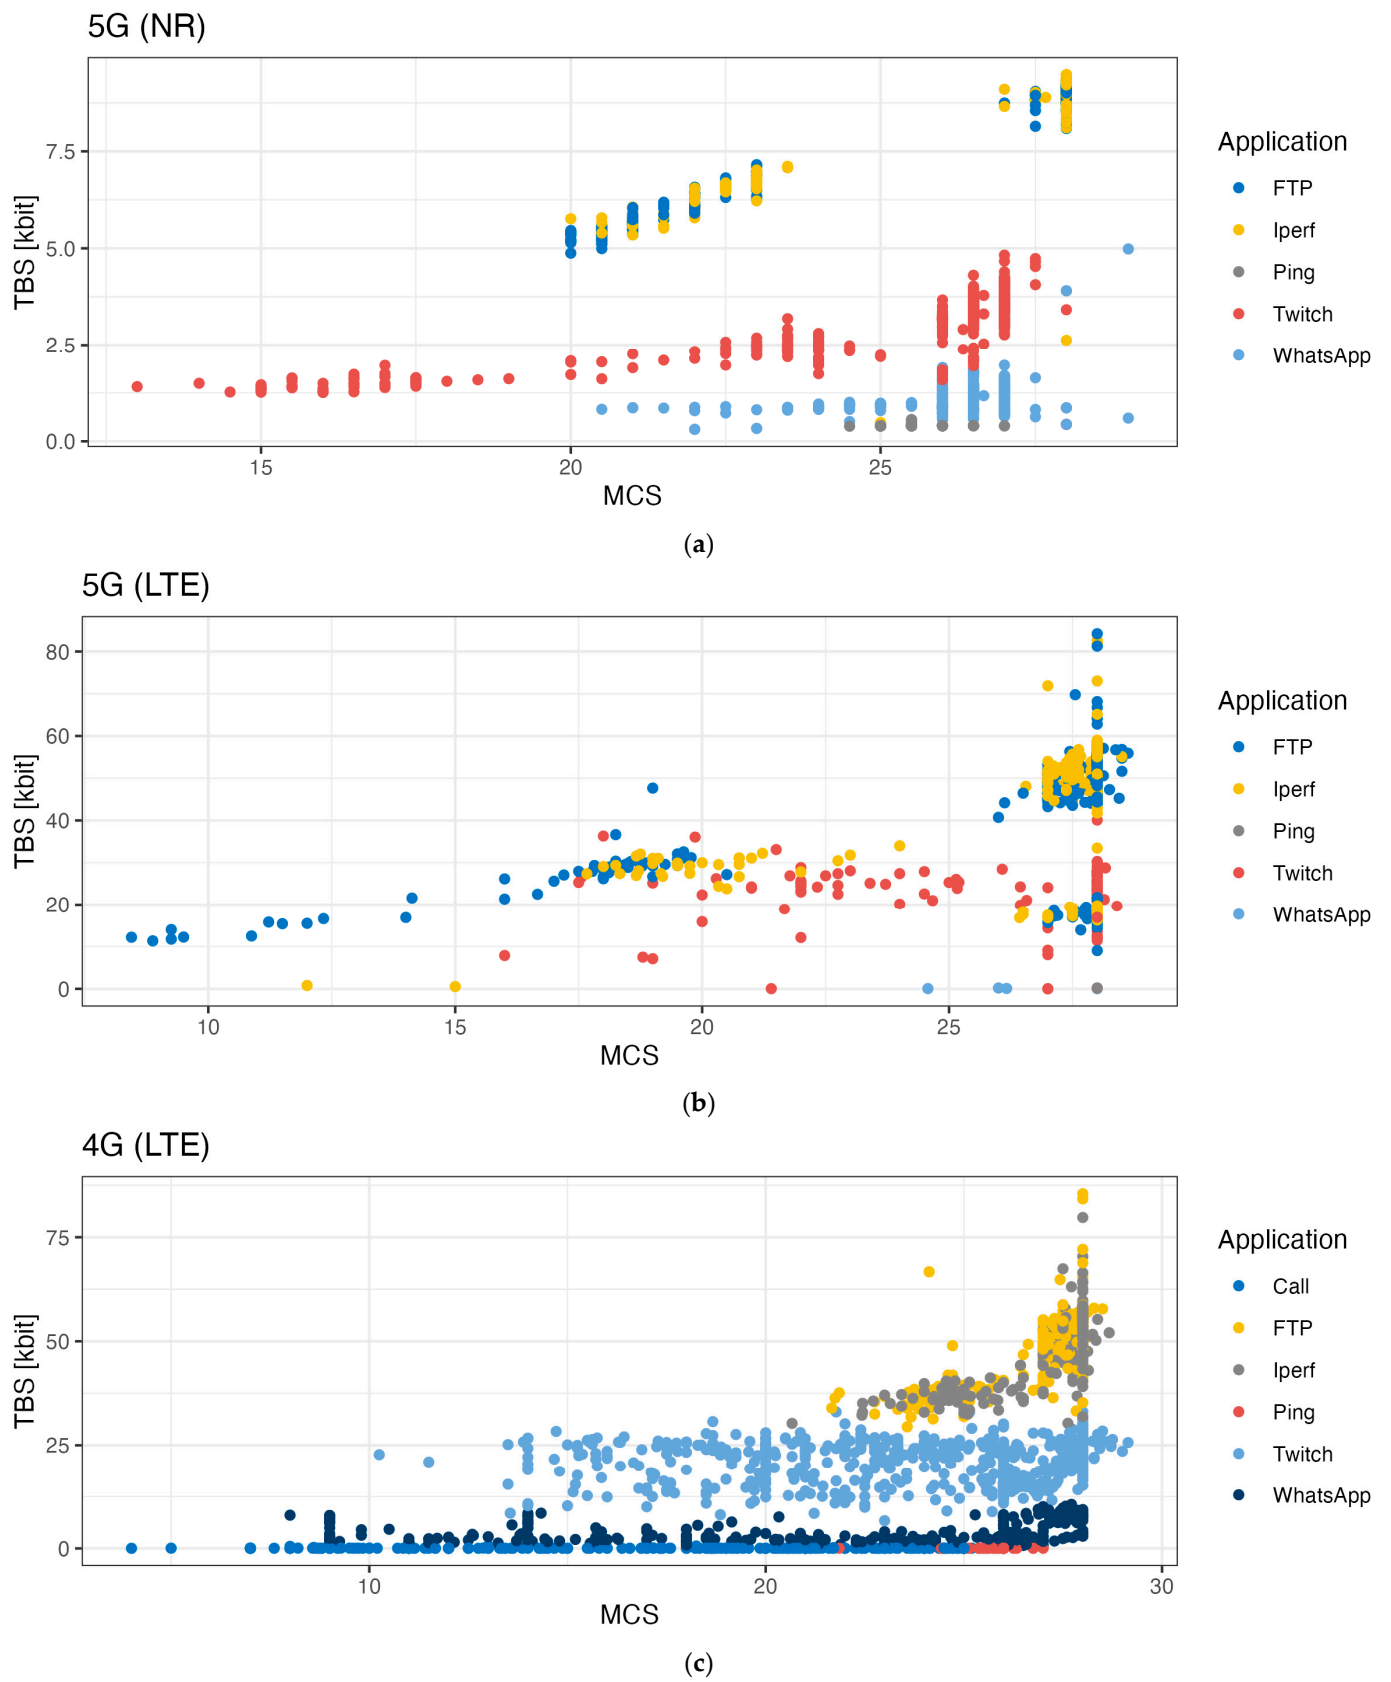 5G (NR)
7.5
5.0
2.5
0.0
TBS [kbit]
15 20 25
MCS
Application
FTP
Iperf
Ping
Twitch
WhatsApp
(a)
5G (LTE)
80
60
40
20
0
TBS [kbit]
10 15 20 25
MCS
Application
FTP
Iperf
Ping
Twitch
WhatsApp
(b)
4G (LTE)
75
50
25
0
TBS [kbit]
10 20 30
MCS
Application
Call
FTP
Iperf
Ping
Twitch
WhatsApp
(c)